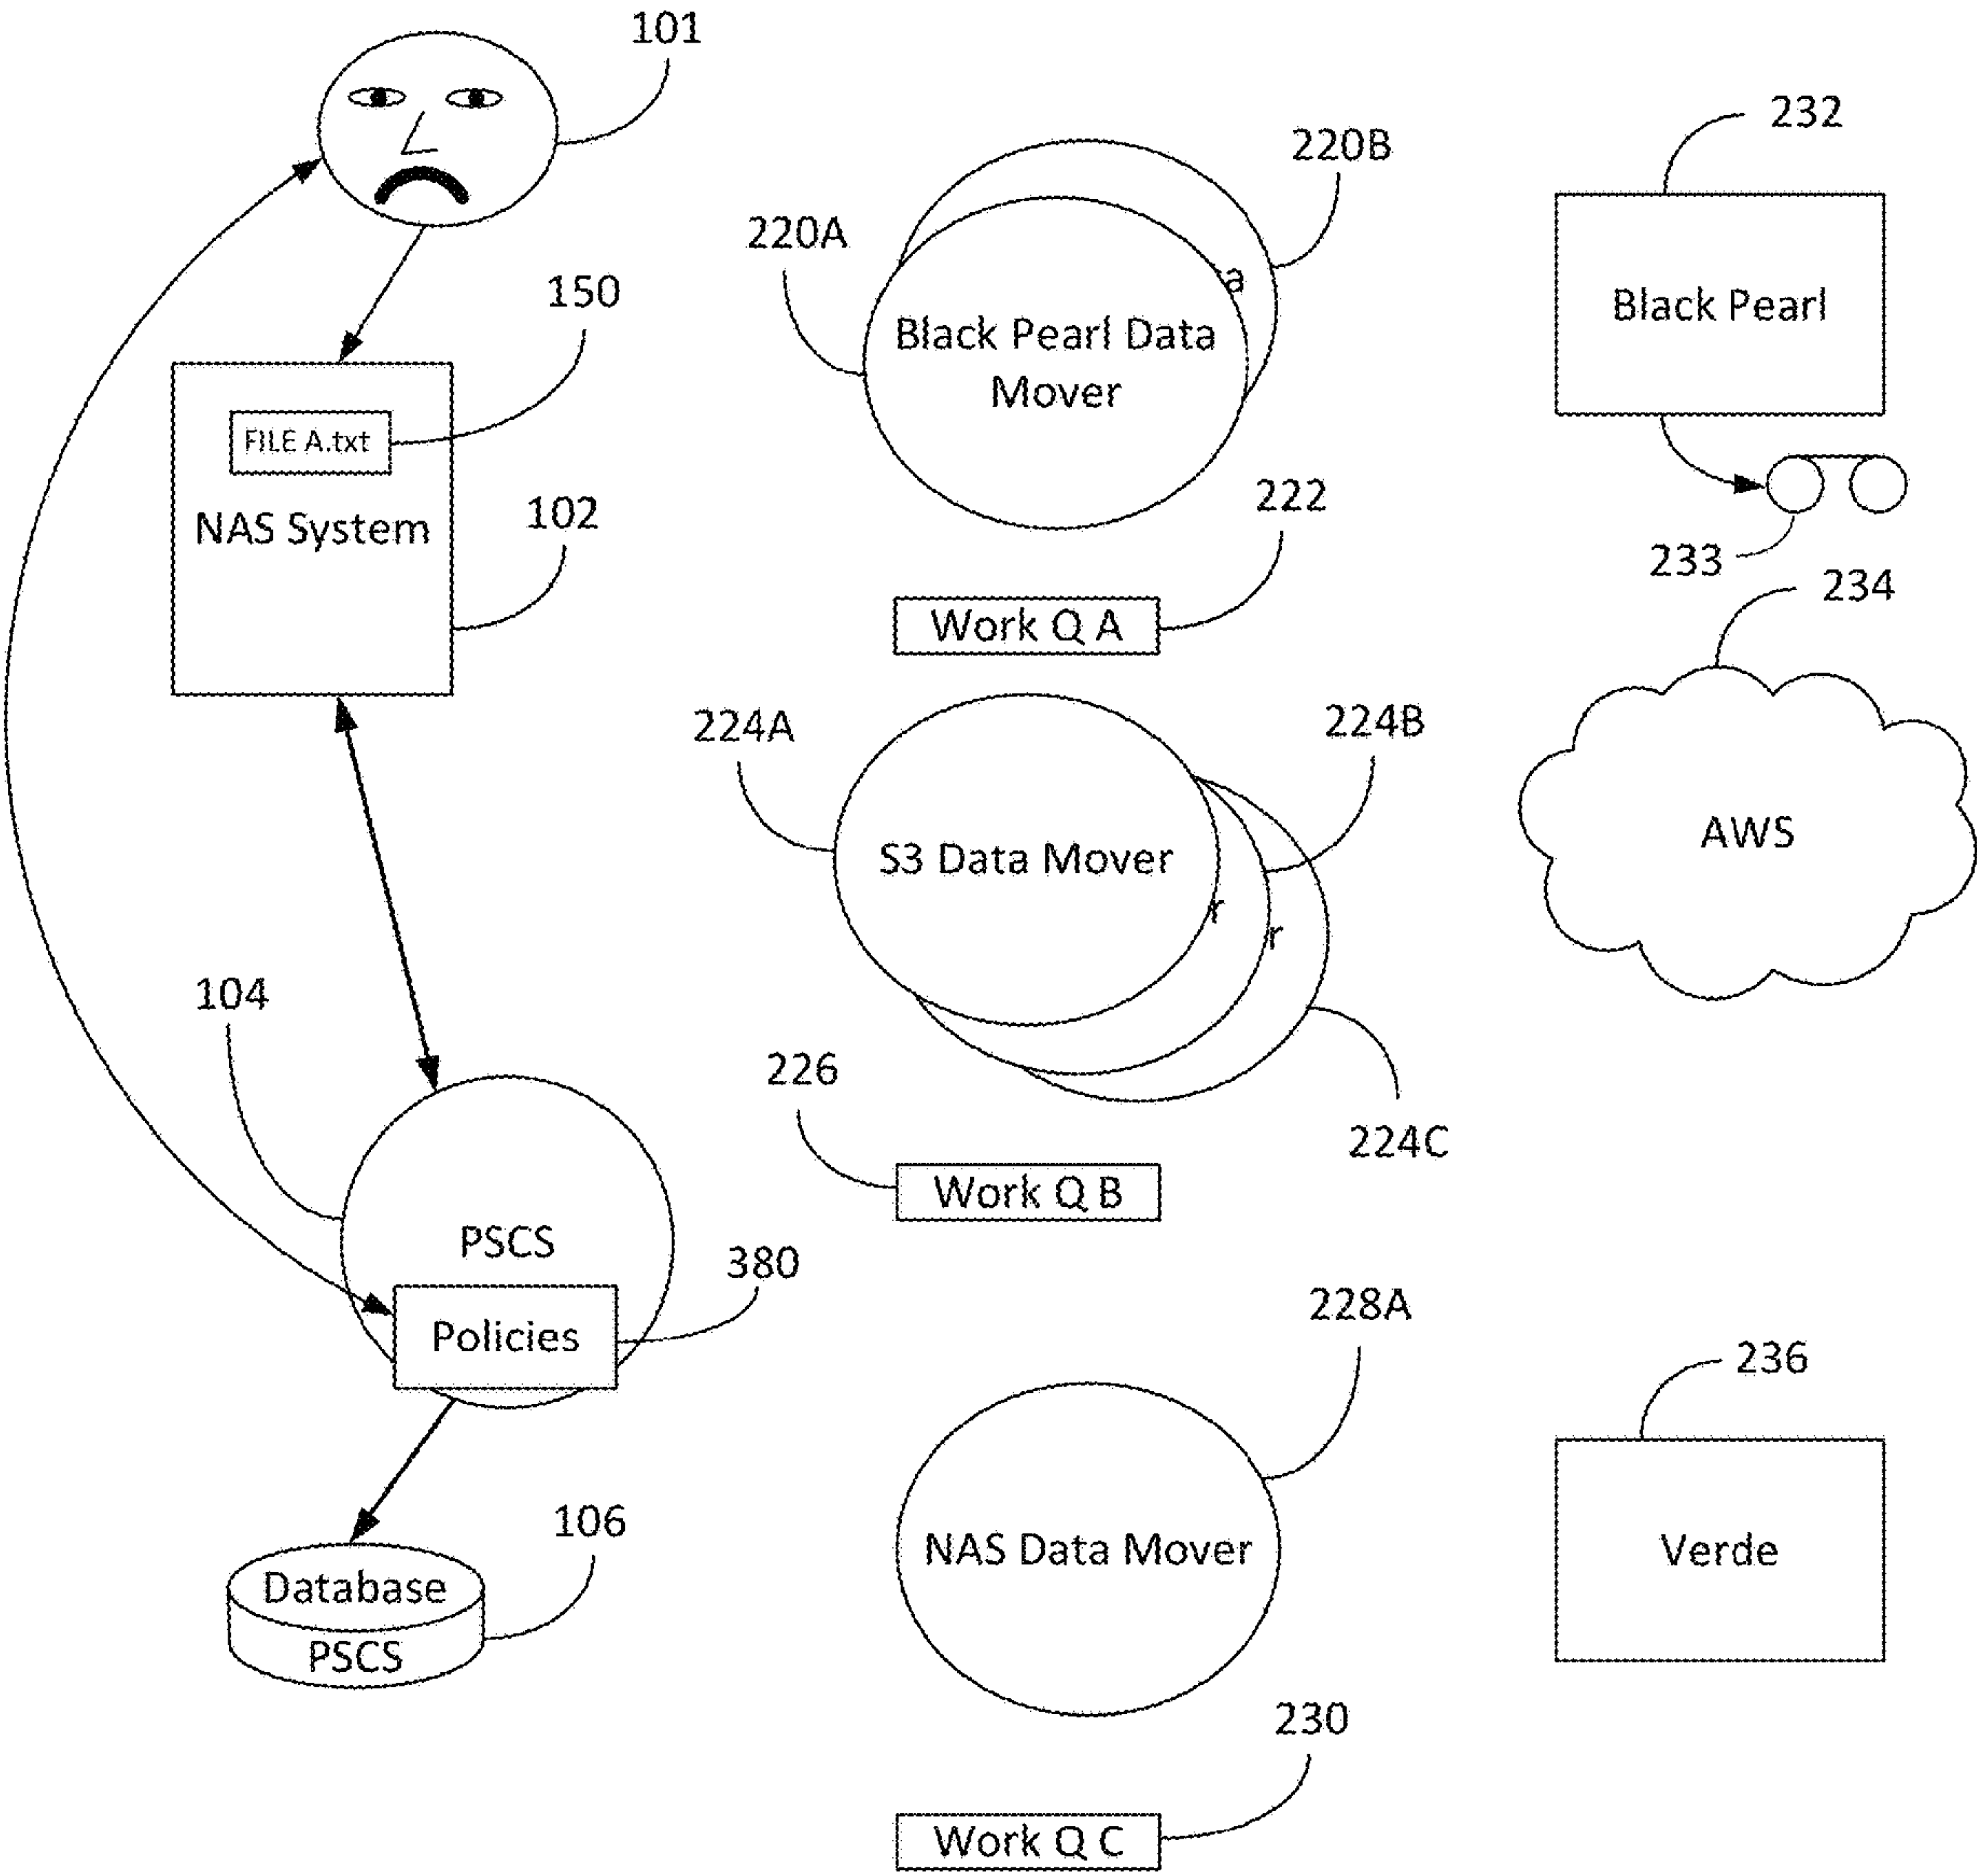 101
232
220B
220A
a
Black Pearl Data
Mover
Black Pearl
150
FILE A.txt
NAS System
102
222
233
234
Work Q A
224A
224B
S3 Data Mover
r
r
AWS
104
226
224C
Work Q B
PSCS
380
Policies
228A
236
106
Database
PSCS
NAS Data Mover
Verde
230
Work Q C